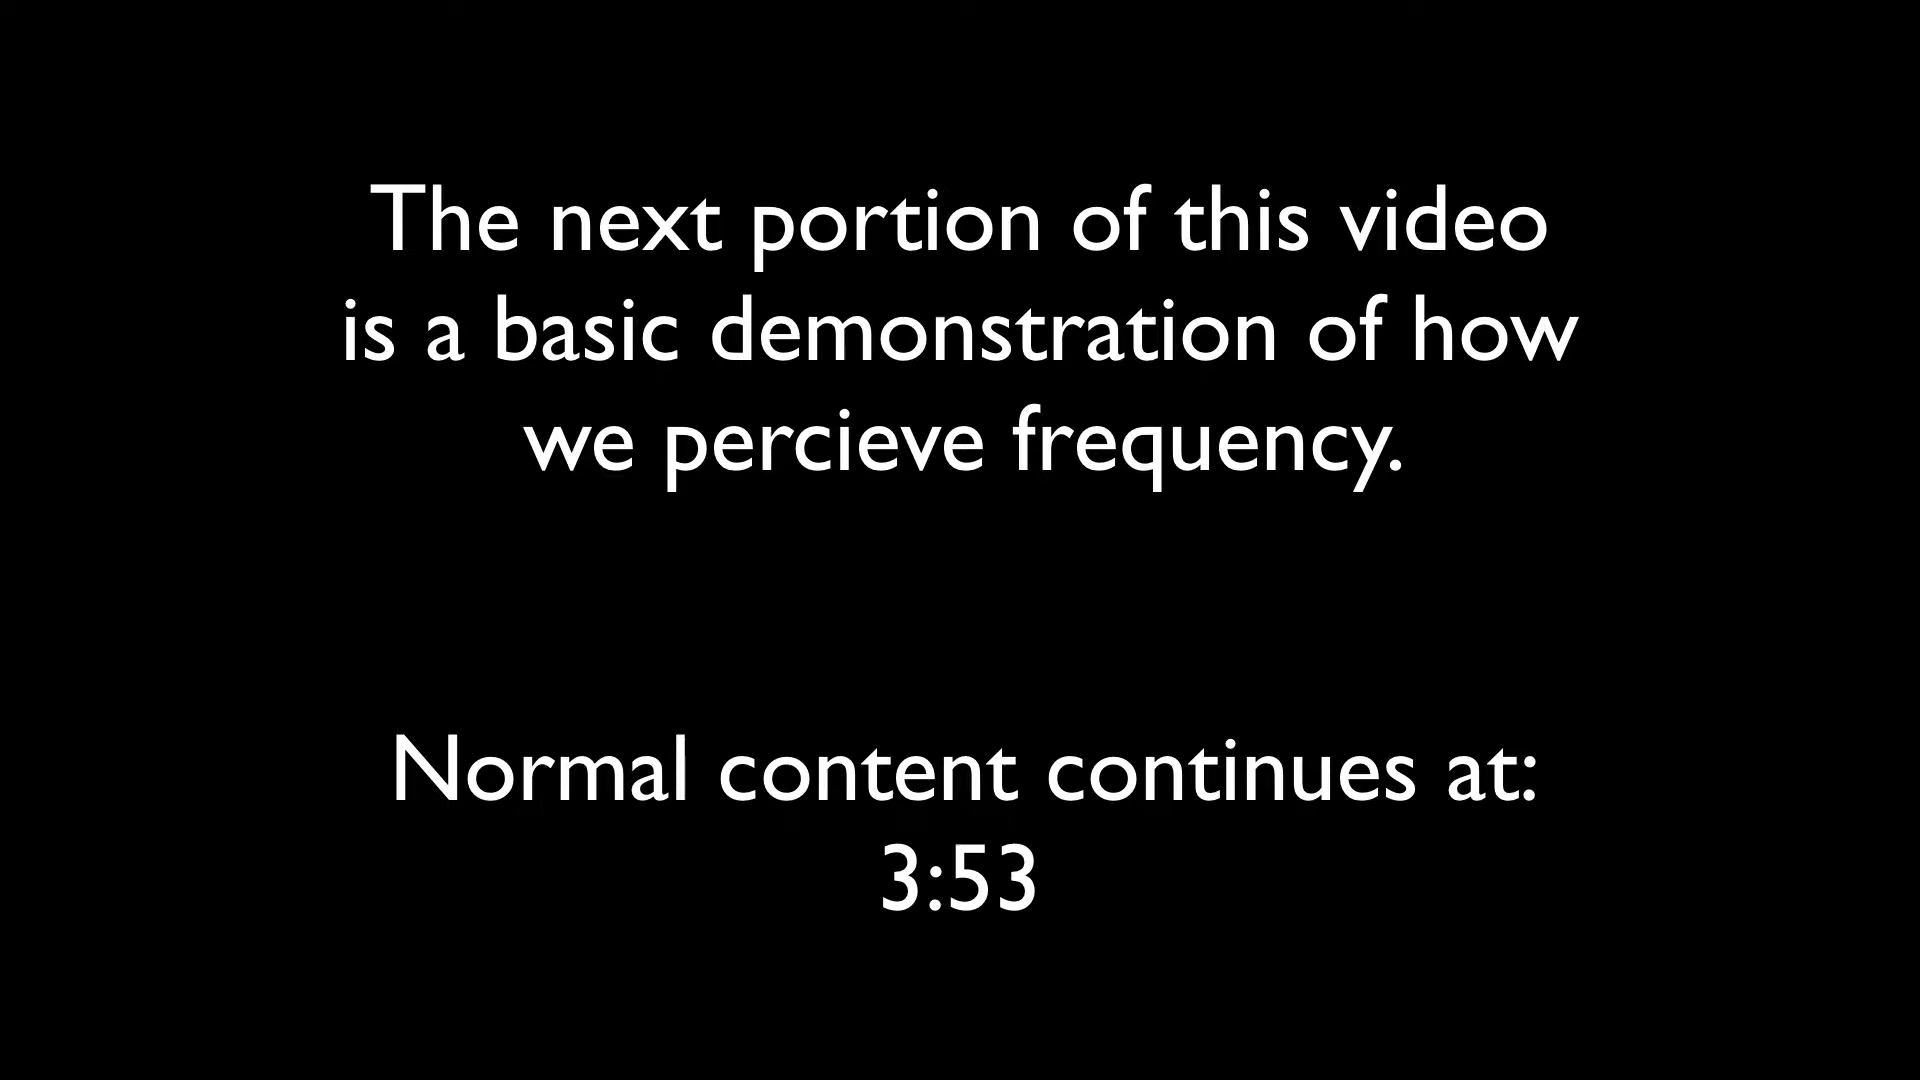 The next portion of this video
is a basic demonstration of how
we percieve frequency.
Normal content continues at:
3:53